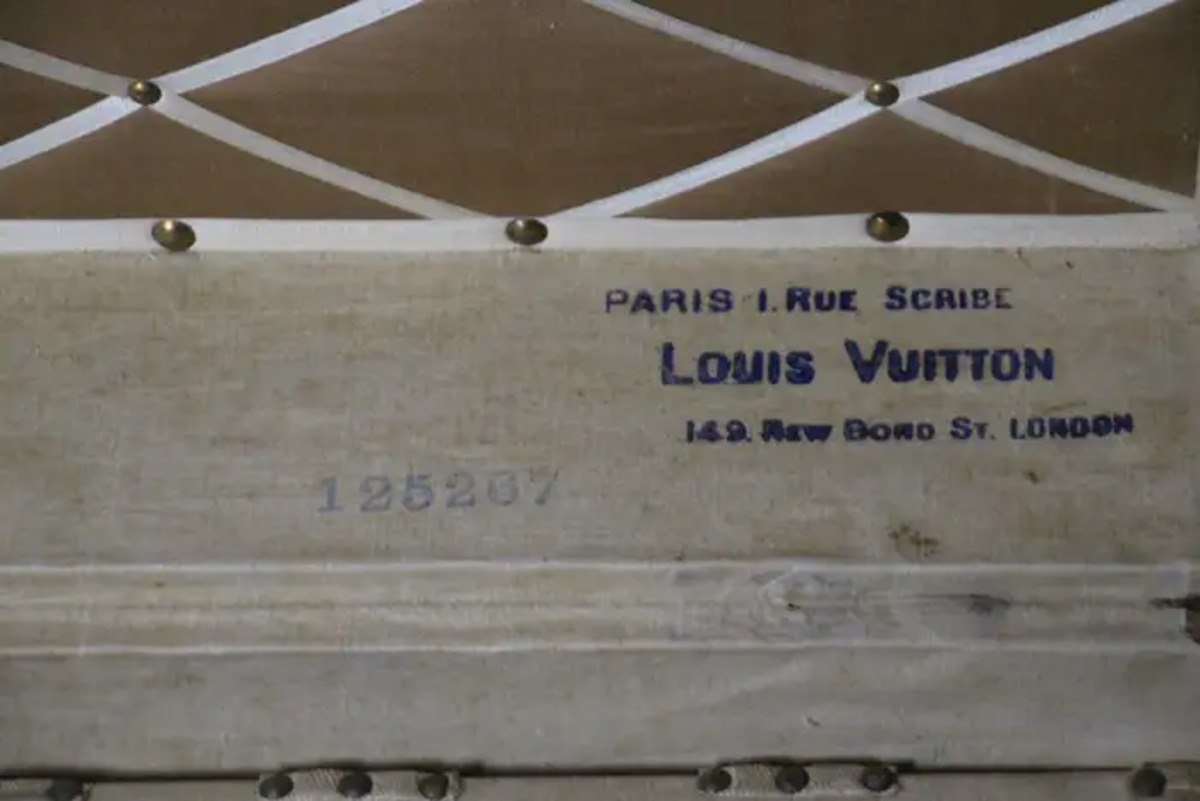 PARIS 1. RUE SCRIBE
LOUIS VUITTON
149. NEW BOND ST. LONDON
125267